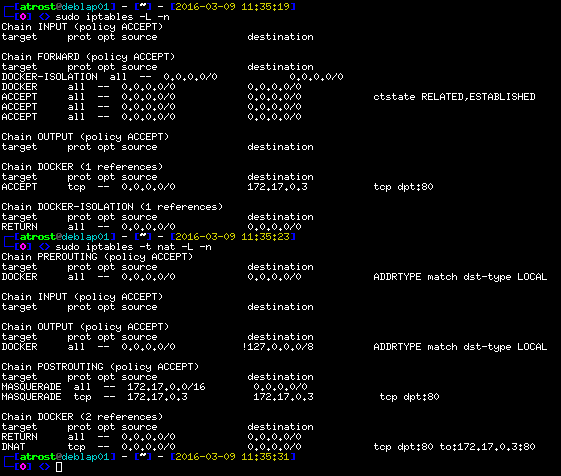 [atrost@deblap01] - [~] - [2016-03-09 11:35:19]
[0] <> sudo iptables -L -n
Chain INPUT (policy ACCEPT)
target     prot opt source               destination

Chain FORWARD (policy ACCEPT)
target     prot opt source               destination
DOCKER-ISOLATION  all  --  0.0.0.0/0            0.0.0.0/0
DOCKER     all  --  0.0.0.0/0            0.0.0.0/0
ACCEPT     all  --  0.0.0.0/0            0.0.0.0/0            ctstate RELATED,ESTABLISHED
ACCEPT     all  --  0.0.0.0/0            0.0.0.0/0
ACCEPT     all  --  0.0.0.0/0            0.0.0.0/0

Chain OUTPUT (policy ACCEPT)
target     prot opt source               destination

Chain DOCKER (1 references)
target     prot opt source               destination
ACCEPT     tcp  --  0.0.0.0/0            172.17.0.3           tcp dpt:80

Chain DOCKER-ISOLATION (1 references)
target     prot opt source               destination
RETURN     all  --  0.0.0.0/0            0.0.0.0/0
[atrost@deblap01] - [~] - [2016-03-09 11:35:23]
[0] <> sudo iptables -t nat -L -n
Chain PREROUTING (policy ACCEPT)
target     prot opt source               destination
DOCKER     all  --  0.0.0.0/0            0.0.0.0/0            ADDRTYPE match dst-type LOCAL

Chain INPUT (policy ACCEPT)
target     prot opt source               destination

Chain OUTPUT (policy ACCEPT)
target     prot opt source               destination
DOCKER     all  --  0.0.0.0/0           !127.0.0.0/8          ADDRTYPE match dst-type LOCAL

Chain POSTROUTING (policy ACCEPT)
target     prot opt source               destination
MASQUERADE  all  --  172.17.0.0/16        0.0.0.0/0
MASQUERADE  tcp  --  172.17.0.3           172.17.0.3           tcp dpt:80

Chain DOCKER (2 references)
target     prot opt source               destination
RETURN     all  --  0.0.0.0/0            0.0.0.0/0
DNAT       tcp  --  0.0.0.0/0            0.0.0.0/0            tcp dpt:80 to:172.17.0.3:80
[atrost@deblap01] - [~] - [2016-03-09 11:35:31]
[0] <>